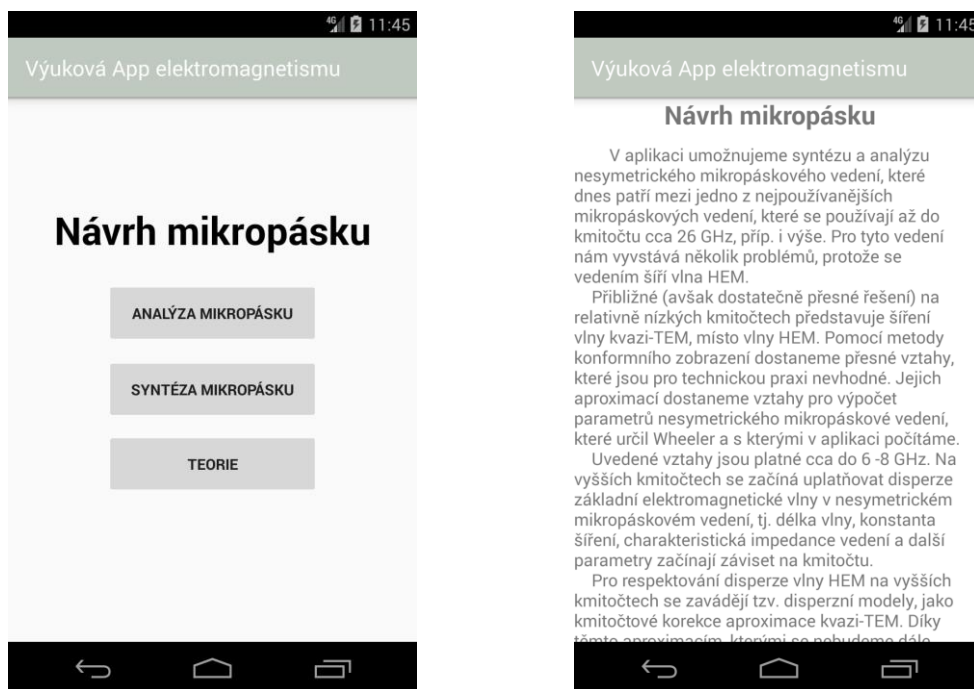 4G 11:45
Výuková App elektromagnetismu
Návrh mikropásku
ANALÝZA MIKROPÁSKU
SYNTÉZA MIKROPÁSKU
TEORIE
4G 11:45
Výuková App elektromagnetismu
Návrh mikropásku
V aplikaci umožnujeme syntézu a analýzu
nesymetrického mikropáskového vedení, které
dnes patří mezi jedno z nejpoužívanějších
mikropáskových vedení, které se používají až do
kmitočtu cca 26 GHz, příp. i výše. Pro tyto vedení
nám vyvstává několik problémů, protože se
vedením šíří vlna HEM.
Přibližné (avšak dostatečně přesné řešení) na
relativně nízkých kmitočtech představuje šíření
vlny kvazi-TEM, místo vlny HEM. Pomocí metody
konformního zobrazení dostaneme přesné vztahy,
které jsou pro technickou praxi nevhodné. Jejich
aproximací dostaneme vztahy pro výpočet
parametrů nesymetrického mikropáskové vedení,
které určil Wheeler a s kterými v aplikaci počítáme.
Uvedené vztahy jsou platné cca do 6 -8 GHz. Na
vyšších kmitočtech se začíná uplatňovat disperze
základní elektromagnetické vlny v nesymetrickém
mikropáskovém vedení, tj. délka vlny, konstanta
šíření, charakteristická impedance vedení a další
parametry začínají záviset na kmitočtu.
Pro respektování disperze vlny HEM na vyšších
kmitočtech se zavádějí tzv. disperzní modely, jako
kmitočtové korekce aproximace kvazi-TEM. Díky
těmto aproximacím, kterými se nebudeme dále